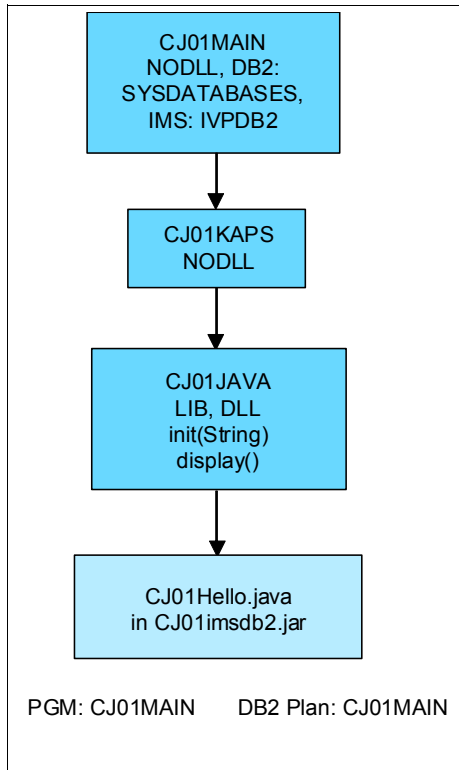 CJ01MAIN
NODLL, DB2:
SYSDATABASES,
IMS: IVPDB2
CJ01KAPS
NODLL
CJ01JAVA
LIB, DLL
init(String)
display()
CJ01Hello.java
in CJ01imsdb2.jar
PGM: CJ01MAIN DB2 Plan: CJ01MAIN